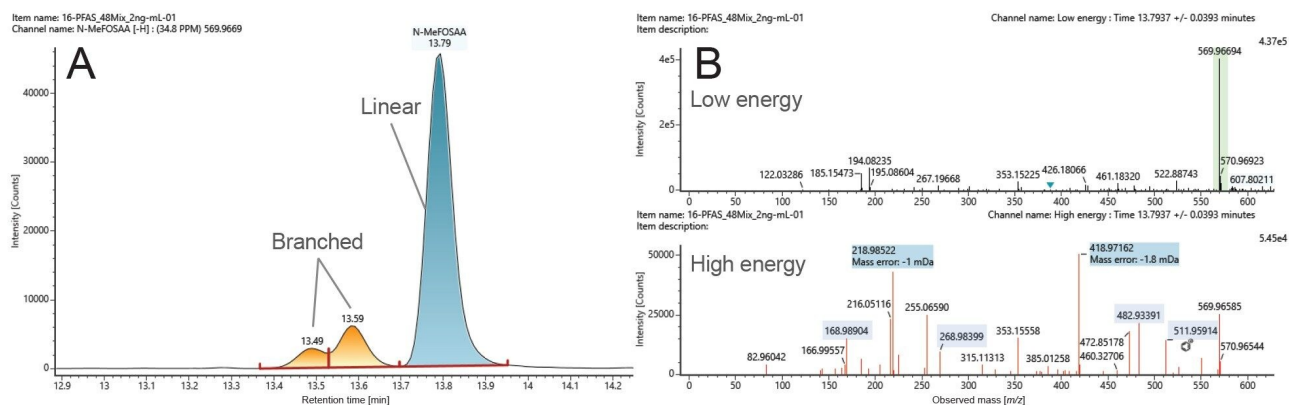 Item name: 16-PFAS_48Mix_2ng-mL-01
Channel name: N-MeFOSAA [-H] : (34.8 PPM) 569.9669
A
N-MeFOSAA
13.79
Linear
Branched
13.59
13.49
Intensity [Counts]
40000
30000
20000
10000
0
12.9 13 13.1 13.2 13.3 13.4 13.5 13.6 13.7 13.8 13.9 14 14.1 14.2
Retention time [min]
Item name: 16-PFAS_48Mix_2ng-mL-01 Channel name: Low energy : Time 13.7937 +/- 0.0393 minutes
Item description:
B
4.37e5
569.96694
Low energy
Intensity [Counts]
4e5
2e5
0
122.03286 185.15473 194.08235 195.08604 267.19668 353.15225 426.18066 461.18320 522.88743 570.96923 607.80211
50 100 150 200 250 300 350 400 450 500 550 600
Item name: 16-PFAS_48Mix_2ng-mL-01 Channel name: High energy : Time 13.7937 +/- 0.0393 minutes
Item description:
5.45e4
High energy
218.98522
Mass error: -1 mDa
418.97162
Mass error: -1.8 mDa
Intensity [Counts]
50000
25000
0
82.96042 166.99557 168.98904 216.05116 255.06590 268.98399 315.11313 353.15558 385.01258 460.32706 472.85178 482.93391 511.95914 569.96585 570.96544
50 100 150 200 250 300 350 400 450 500 550 600
Observed mass [m/z]